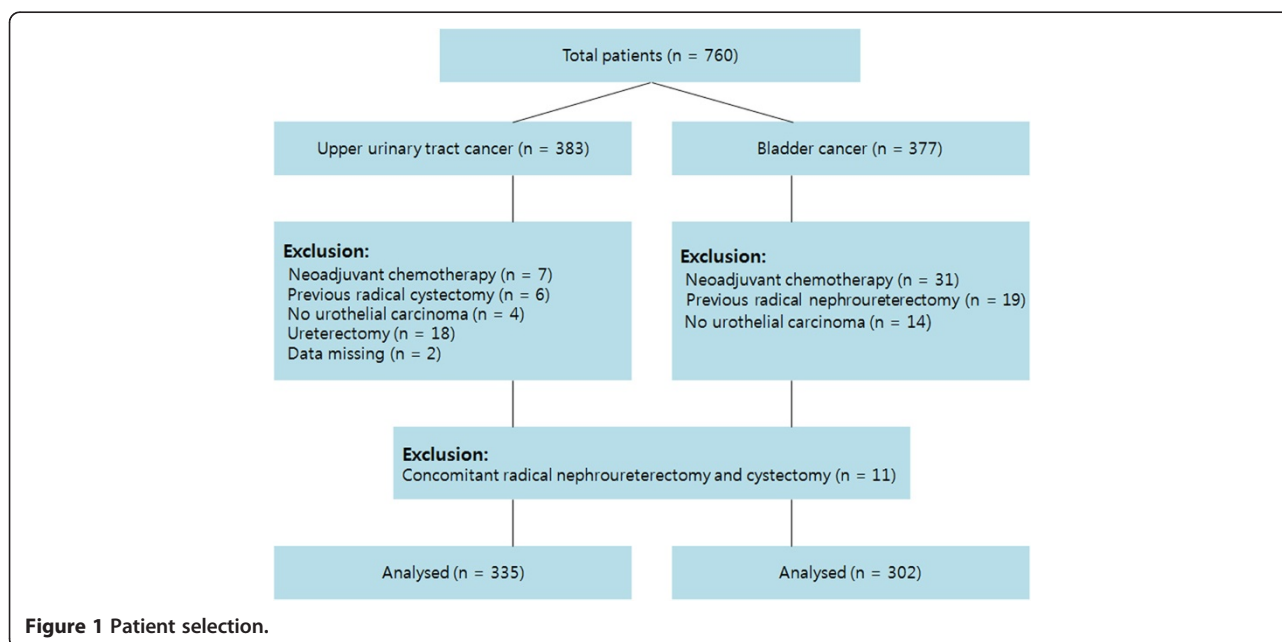 Total patients (n = 760)
Upper urinary tract cancer (n = 383)
Bladder cancer (n = 377)
Exclusion:
Neoadjuvant chemotherapy (n = 7)
Previous radical cystectomy (n = 6)
No urothelial carcinoma (n = 4)
Ureterectomy (n = 18)
Data missing (n = 2)
Exclusion:
Neoadjuvant chemotherapy (n = 31)
Previous radical nephroureterectomy (n = 19)
No urothelial carcinoma (n = 14)
Exclusion:
Concomitant radical nephroureterectomy and cystectomy (n = 11)
Analysed (n = 335)
Analysed (n = 302)
Figure 1 Patient selection.